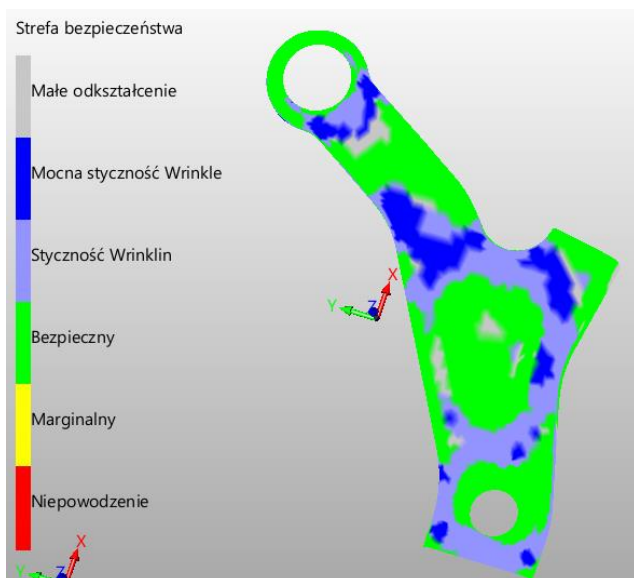 Strefa bezpieczeństwa
Małe odkształcenie
Mocna styczność Wrinkle
Styczność Wrinklin
Bezpieczny
Marginalny
Niepowodzenie
X
Y
Z
X
Y
Z